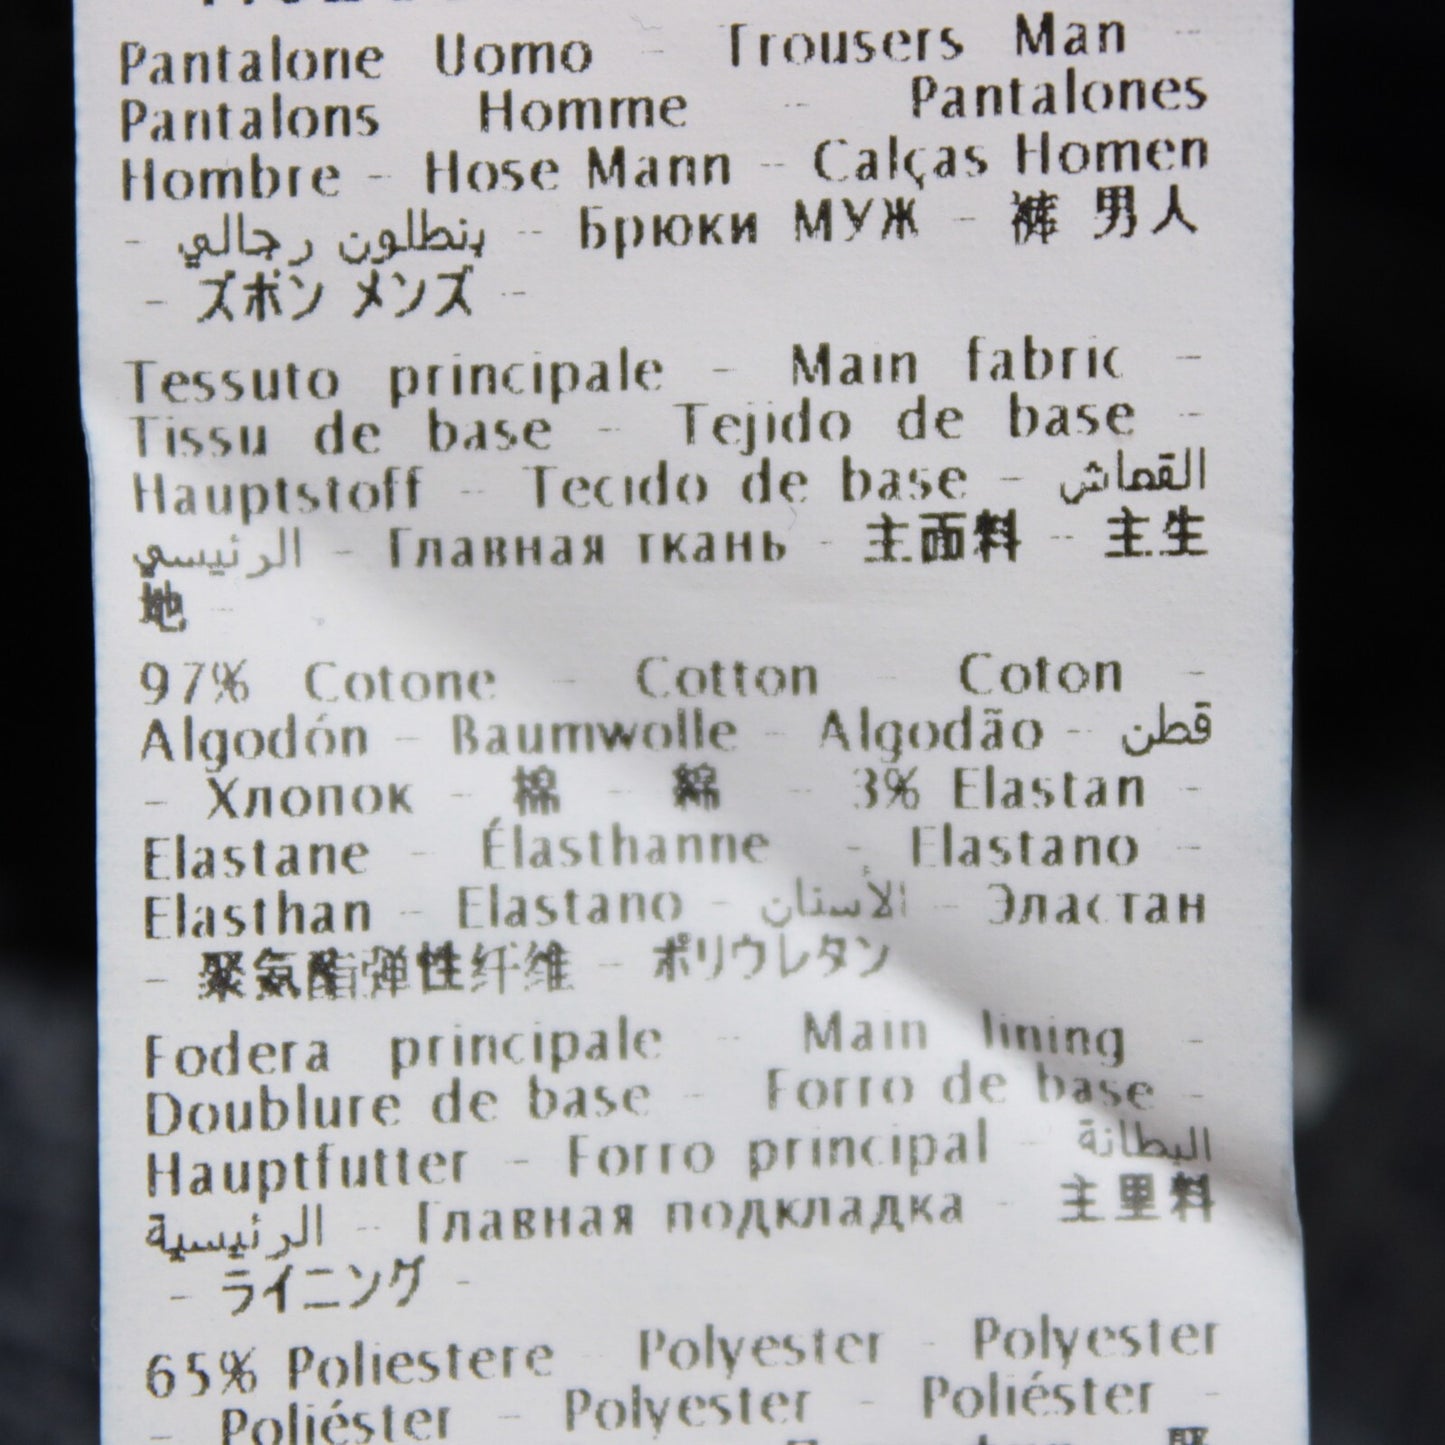 Pantalone Uomo - Trousers Man -
Pantalons Homme - Pantalones
Hombre - Hose Mann - Calças Homen
- بنطلون رجالي - Брюки МУЖ - 裤 男人
- ズボン メンズ -
Tessuto principale - Main fabric -
Tissu de base - Tejido de base -
Hauptstoff - Tecido de base - القماش
الرئيسي - Главная ткань - 主面料 - 主生
地 -
97% Cotone - Cotton - Coton -
Algodón - Baumwolle - Algodão - قطن
- Хлопок - 棉 - 綿 - 3% Elastan -
Elastane - Élasthanne - Elastano -
Elasthan - Elastano - الأستان - Эластан
- 聚氨酯弹性纤维 - ポリウレタン
Fodera principale - Main lining -
Doublure de base - Forro de base -
Hauptfutter - Forro principal - البطانة
الرئيسية - Главная подкладка - 主里料
- ライニング -
65% Poliestere - Polyester - Polyester
- Poliéster - Polyester - Poliéster -